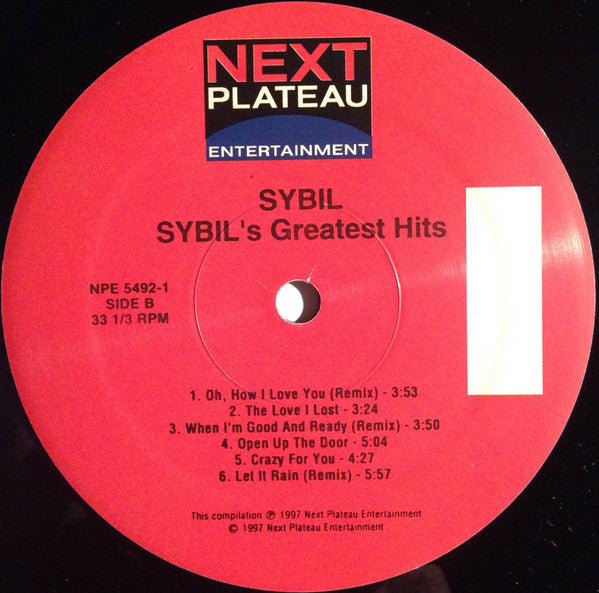 NEXT
PLATEAU
ENTERTAINMENT
SYBIL
SYBIL's Greatest Hits
NPE 5492-1
SIDE B
33 1/3 RPM
1. Oh, How I Love You (Remix) - 3:53
2. The Love I Lost - 3:24
3. When I'm Good And Ready (Remix) - 3:50
4. Open Up The Door - 5:04
5. Crazy For You - 4:27
6. Let It Rain (Remix) - 5:57
This compilation ℗ 1997 Next Plateau Entertainment
© 1997 Next Plateau Entertainment